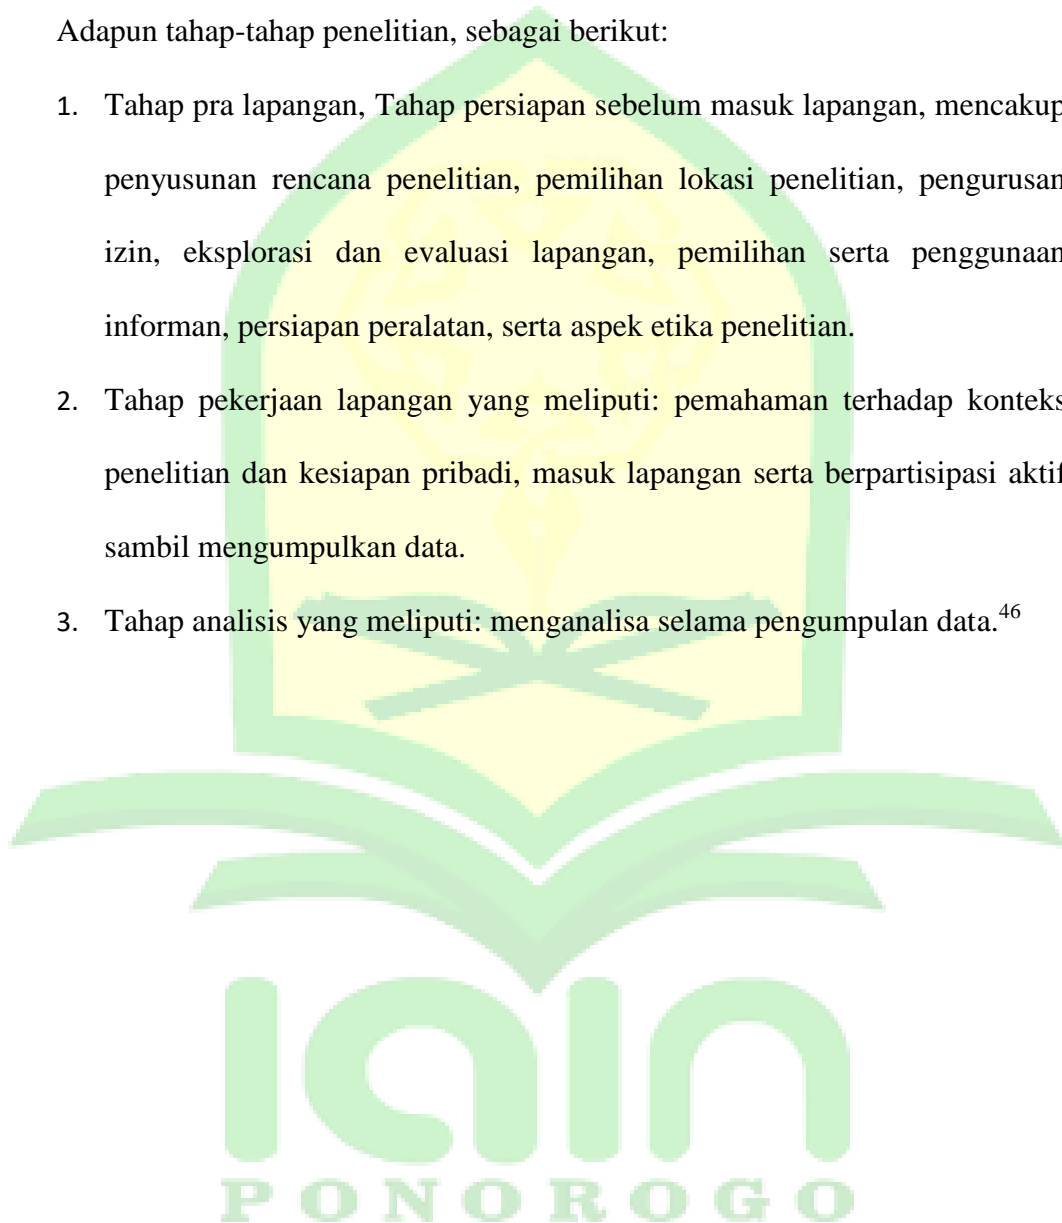 Adapun tahap-tahap penelitian, sebagai berikut:
1. Tahap pra lapangan, Tahap persiapan sebelum masuk lapangan, mencakup
penyusunan rencana penelitian, pemilihan lokasi penelitian, pengurusan
izin, eksplorasi dan evaluasi lapangan, pemilihan serta penggunaan
informan, persiapan peralatan, serta aspek etika penelitian.
2. Tahap pekerjaan lapangan yang meliputi: pemahaman terhadap konteks
penelitian dan kesiapan pribadi, masuk lapangan serta berpartisipasi aktif
sambil mengumpulkan data.
3. Tahap analisis yang meliputi: menganalisa selama pengumpulan data.46
iain
PONOROGO